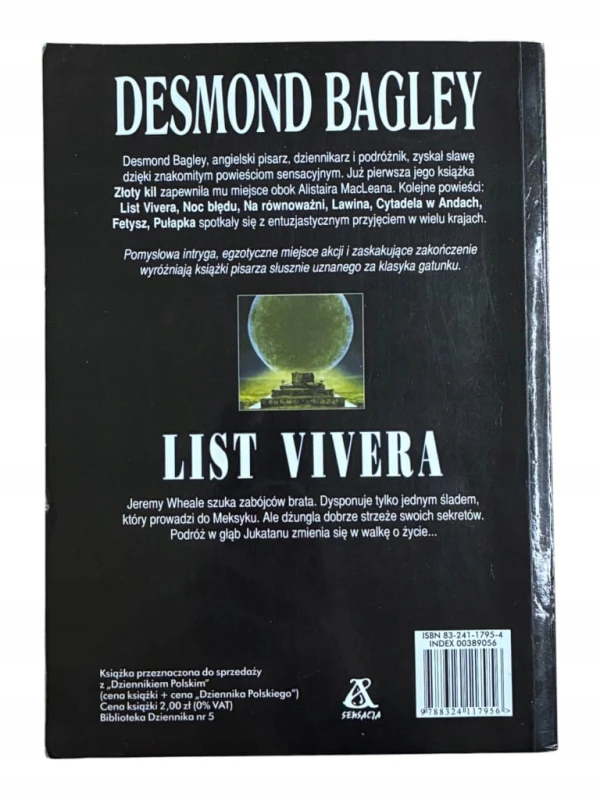 DESMOND BAGLEY
Desmond Bagley, angielski pisarz, dziennikarz i podróżnik, zyskał sławę
dzięki znakomitym powieściom sensacyjnym. Już pierwsza jego książka
Złoty kil zapewniła mu miejsce obok Alistaira MacLeana. Kolejne powieści:
List Vivera, Noc błędu, Na równoważni, Lawina, Cytadela w Andach,
Fetysz, Pułapka spotkały się z entuzjastycznym przyjęciem w wielu krajach.
Pomysłowa intryga, egzotyczne miejsce akcji i zaskakujące zakończenie
wyróżniają książki pisarza słusznie uznanego za klasyka gatunku.
LIST VIVERA
Jeremy Wheale szuka zabójców brata. Dysponuje tylko jednym śladem,
który prowadzi do Meksyku. Ale dżungla dobrze strzeże swoich sekretów.
Podróż w głąb Jukatanu zmienia się w walkę o życie...
ISBN 83-241-1795-4
INDEX 00389056
9 788324 117956 >
Książka przeznaczona do sprzedaży
z „Dziennikiem Polskim"
(cena książki + cena „Dziennika Polskiego")
Cena książki 2,00 zł (0% VAT)
Biblioteka Dziennika nr 5
SENSACJA